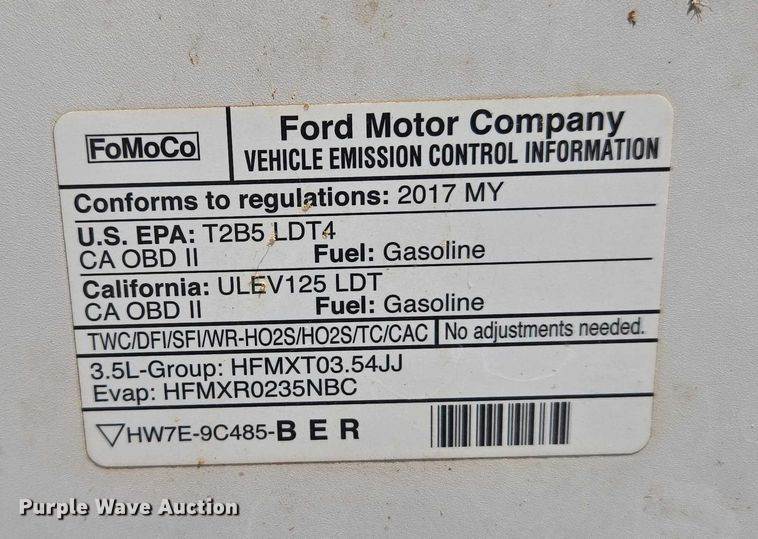 FoMoCo
Ford Motor Company
VEHICLE EMISSION CONTROL INFORMATION
Conforms to regulations: 2017 MY
U.S. EPA: T2B5 LDT4
CA OBD II Fuel: Gasoline
California: ULEV125 LDT
CA OBD II Fuel: Gasoline
TWC/DFI/SFI/WR-HO2S/HO2S/TC/CAC No adjustments needed.
3.5L-Group: HFMXT03.54JJ
Evap: HFMXR0235NBC
HW7E-9C485-B E R
Purple Wave Auction